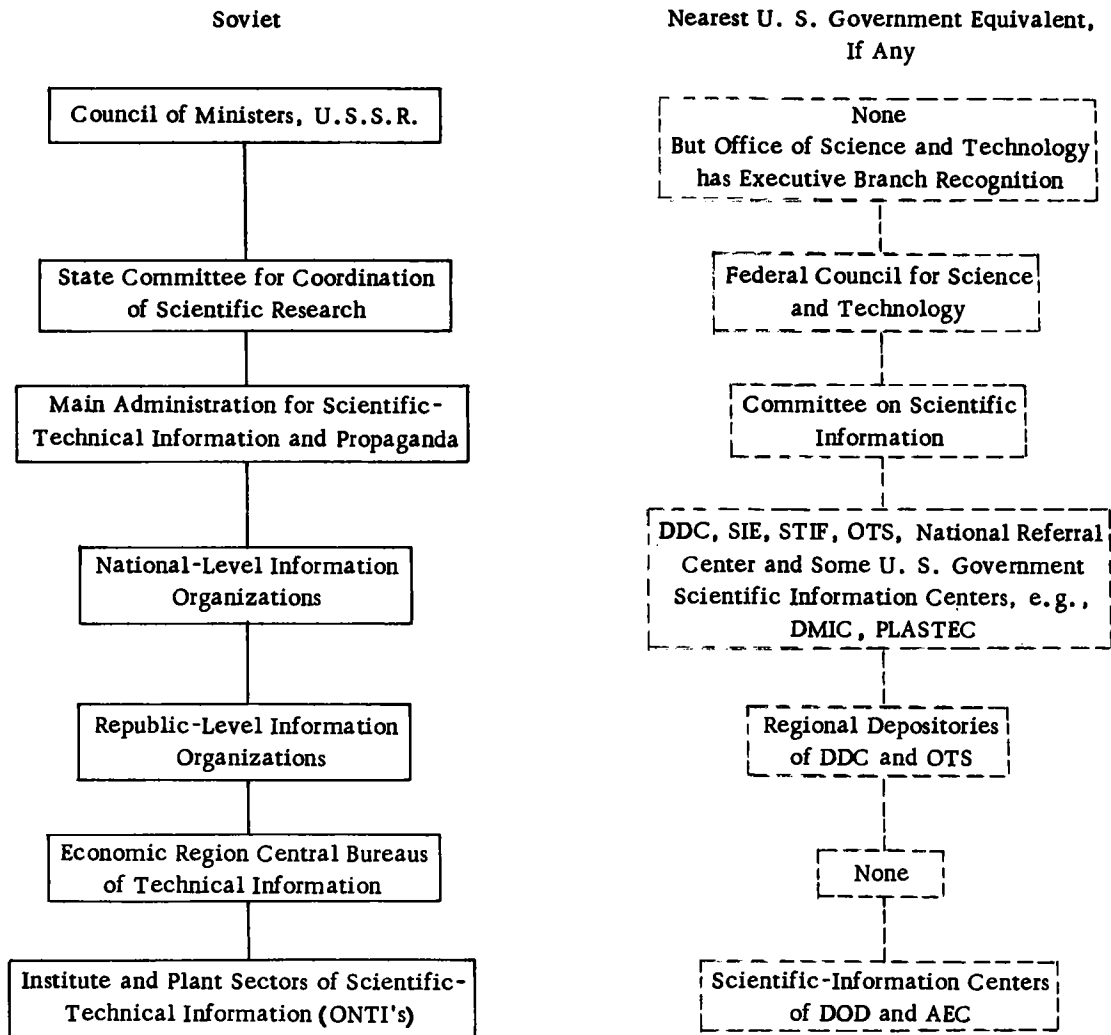 Soviet
Nearest U. S. Government Equivalent,
If Any
Council of Ministers, U.S.S.R.
None
But Office of Science and Technology
has Executive Branch Recognition
State Committee for Coordination
of Scientific Research
Federal Council for Science
and Technology
Main Administration for Scientific-
Technical Information and Propaganda
Committee on Scientific
Information
National-Level Information
Organizations
DDC, SIE, STIF, OTS, National Referral
Center and Some U. S. Government
Scientific Information Centers, e.g.,
DMIC, PLASTEC
Republic-Level Information
Organizations
Regional Depositories
of DDC and OTS
Economic Region Central Bureaus
of Technical Information
None
Institute and Plant Sectors of Scientific-
Technical Information (ONTI's)
Scientific-Information Centers
of DOD and AEC